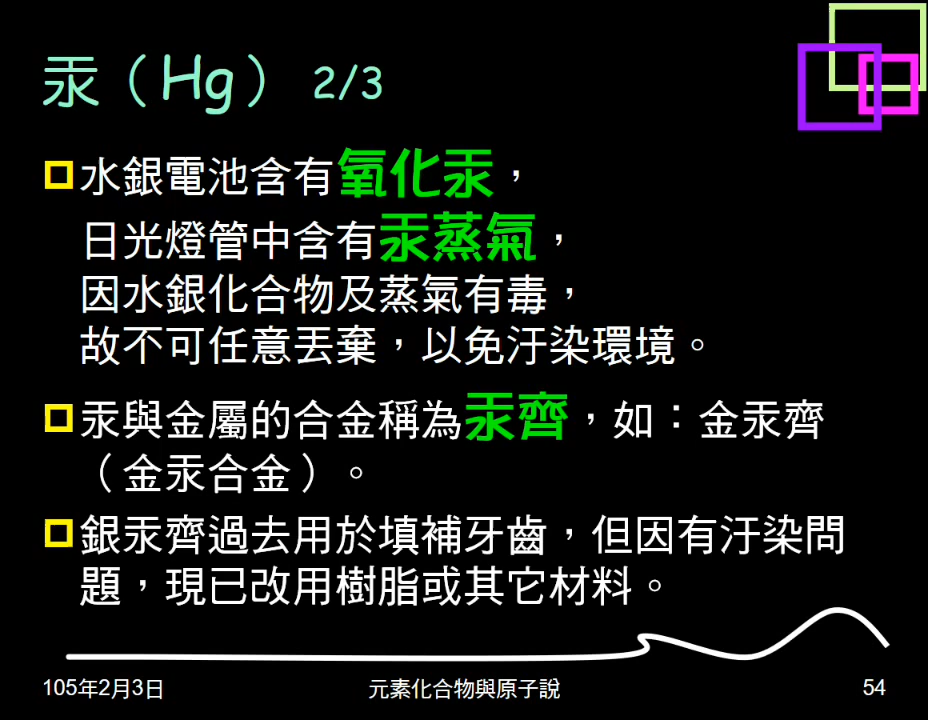 汞（Hg） 2/3
水銀電池含有氧化汞，
日光燈管中含有汞蒸氣，
因水銀化合物及蒸氣有毒，
故不可任意丟棄，以免汙染環境。
汞與金屬的合金稱為汞齊，如：金汞齊
（金汞合金）。
銀汞齊過去用於填補牙齒，但因有汙染問
題，現已改用樹脂或其它材料。
105年2月3日
元素化合物與原子說
54